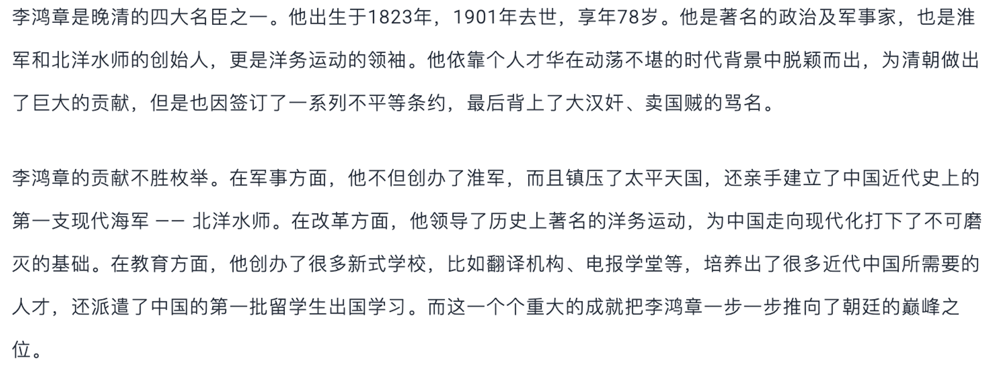 李鸿章是晚清的四大名臣之一。他出生于1823年，1901年去世，享年78岁。他是著名的政治及军事家，也是淮
军和北洋水师的创始人，更是洋务运动的领袖。他依靠个人才华在动荡不堪的时代背景中脱颖而出，为清朝做出
了巨大的贡献，但是也因签订了一系列不平等条约，最后背上了大汉奸、卖国贼的骂名。
李鸿章的贡献不胜枚举。在军事方面，他不但创办了淮军，而且镇压了太平天国，还亲手建立了中国近代史上的
第一支现代海军 —— 北洋水师。在改革方面，他领导了历史上著名的洋务运动，为中国走向现代化打下了不可磨
灭的基础。在教育方面，他创办了很多新式学校，比如翻译机构、电报学堂等，培养出了很多近代中国所需要的
人才，还派遣了中国的第一批留学生出国学习。而这一个个重大的成就把李鸿章一步一步推向了朝廷的巅峰之
位。